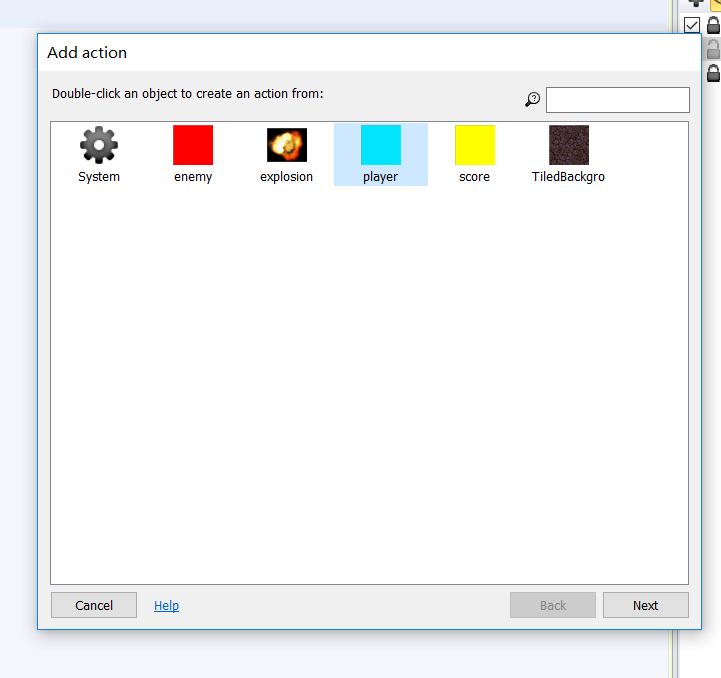 Add action
Double-click an object to create an action from:
System
enemy
explosion
player
score
TiledBackgro
Cancel
Help
Back
Next